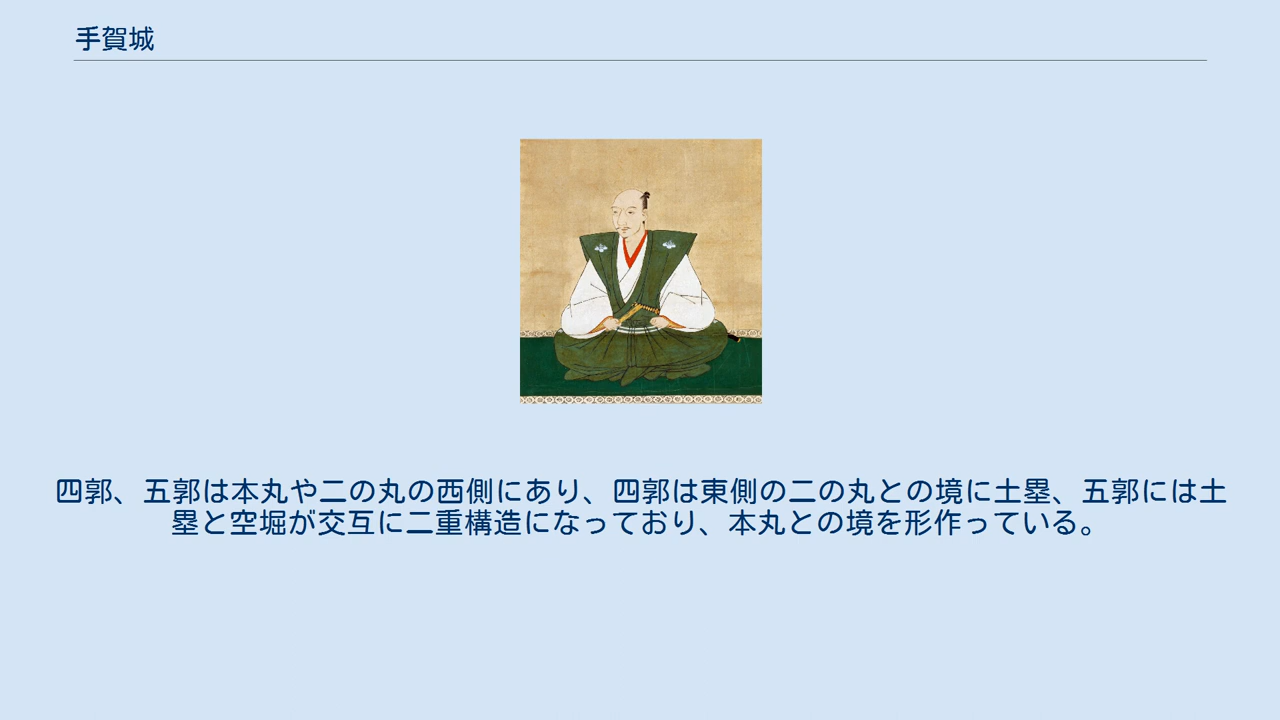 手賀城
四郭、五郭は本丸や二の丸の西側にあり、四郭は東側の二の丸との境に土塁、五郭には土
塁と空堀が交互に二重構造になっており、本丸との境を形作っている。